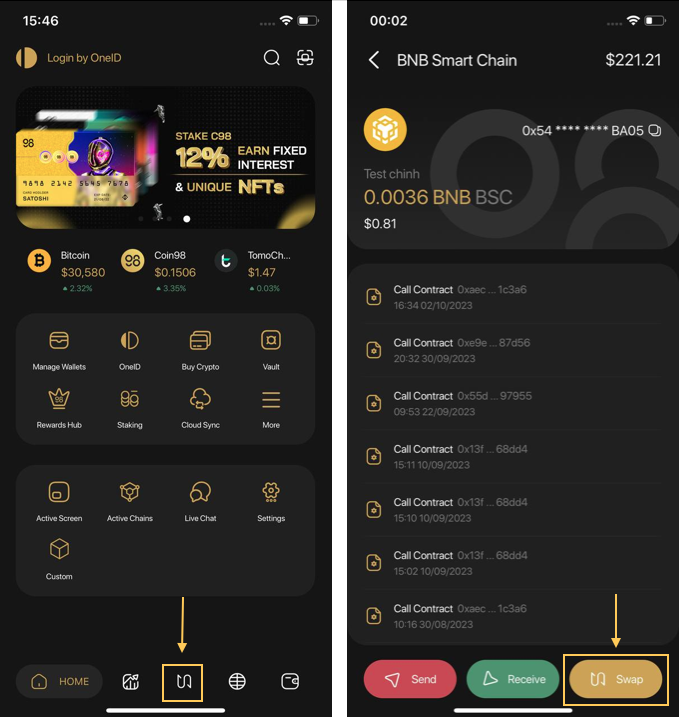 15:46
Login by OneID
98
STAKE C98
12% EARN FIXED
INTEREST
& UNIQUE NFTs
9898 2142 5645 7678
SATOSHI
Bitcoin
$30,580
2.32%
Coin98
$0.1506
3.35%
TomoCh...
$1.47
0.03%
Manage Wallets
OneID
Buy Crypto
Vault
Rewards Hub
Staking
Cloud Sync
More
Active Screen
Active Chains
Live Chat
Settings
Custom
HOME
00:02
BNB Smart Chain
$221.21
0x54 **** **** BA05
Test chinh
0.0036 BNB BSC
$0.81
Call Contract 0xaec ... 1c3a6
16:34 02/10/2023
Call Contract 0xe9e ... 87d56
20:32 30/09/2023
Call Contract 0x55d ... 97955
09:53 22/09/2023
Call Contract 0x13f ... 68dd4
15:11 10/09/2023
Call Contract 0x13f ... 68dd4
15:10 10/09/2023
Call Contract 0x13f ... 68dd4
15:02 10/09/2023
Call Contract 0xaec ... 1c3a6
10:16 30/08/2023
Send
Receive
Swap